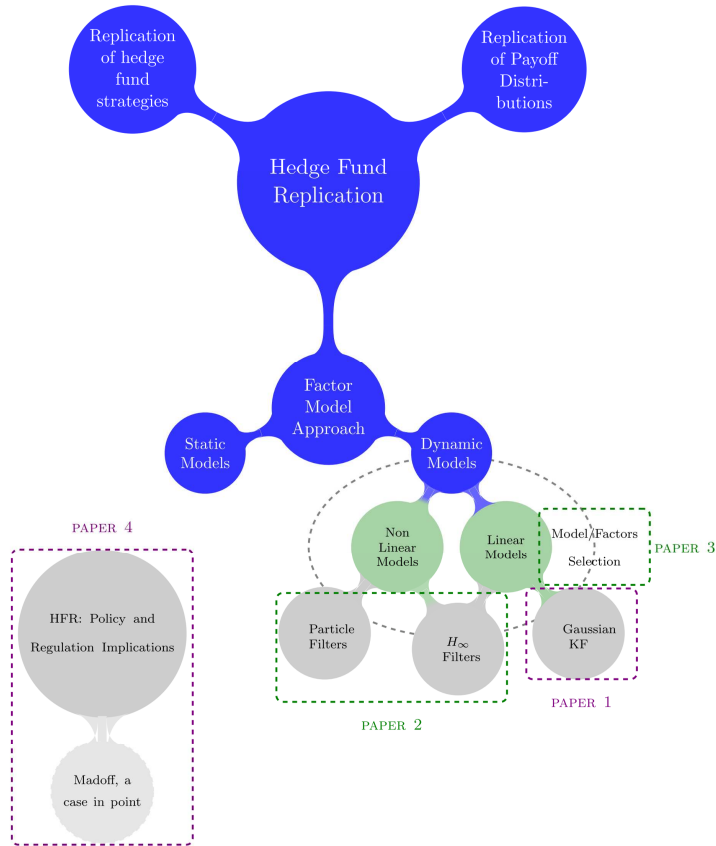 Replication
of hedge
fund
strategies
Replication
of Payoff
Distri-
butions
Hedge Fund
Replication
Factor
Model
Approach
Static
Models
Dynamic
Models
Non
Linear
Models
Linear
Models
Model/Factors
Selection
PAPER 3
Particle
Filters
H∞
Filters
Gaussian
KF
PAPER 1
PAPER 2
PAPER 4
HFR: Policy and
Regulation Implications
Madoff, a
case in point